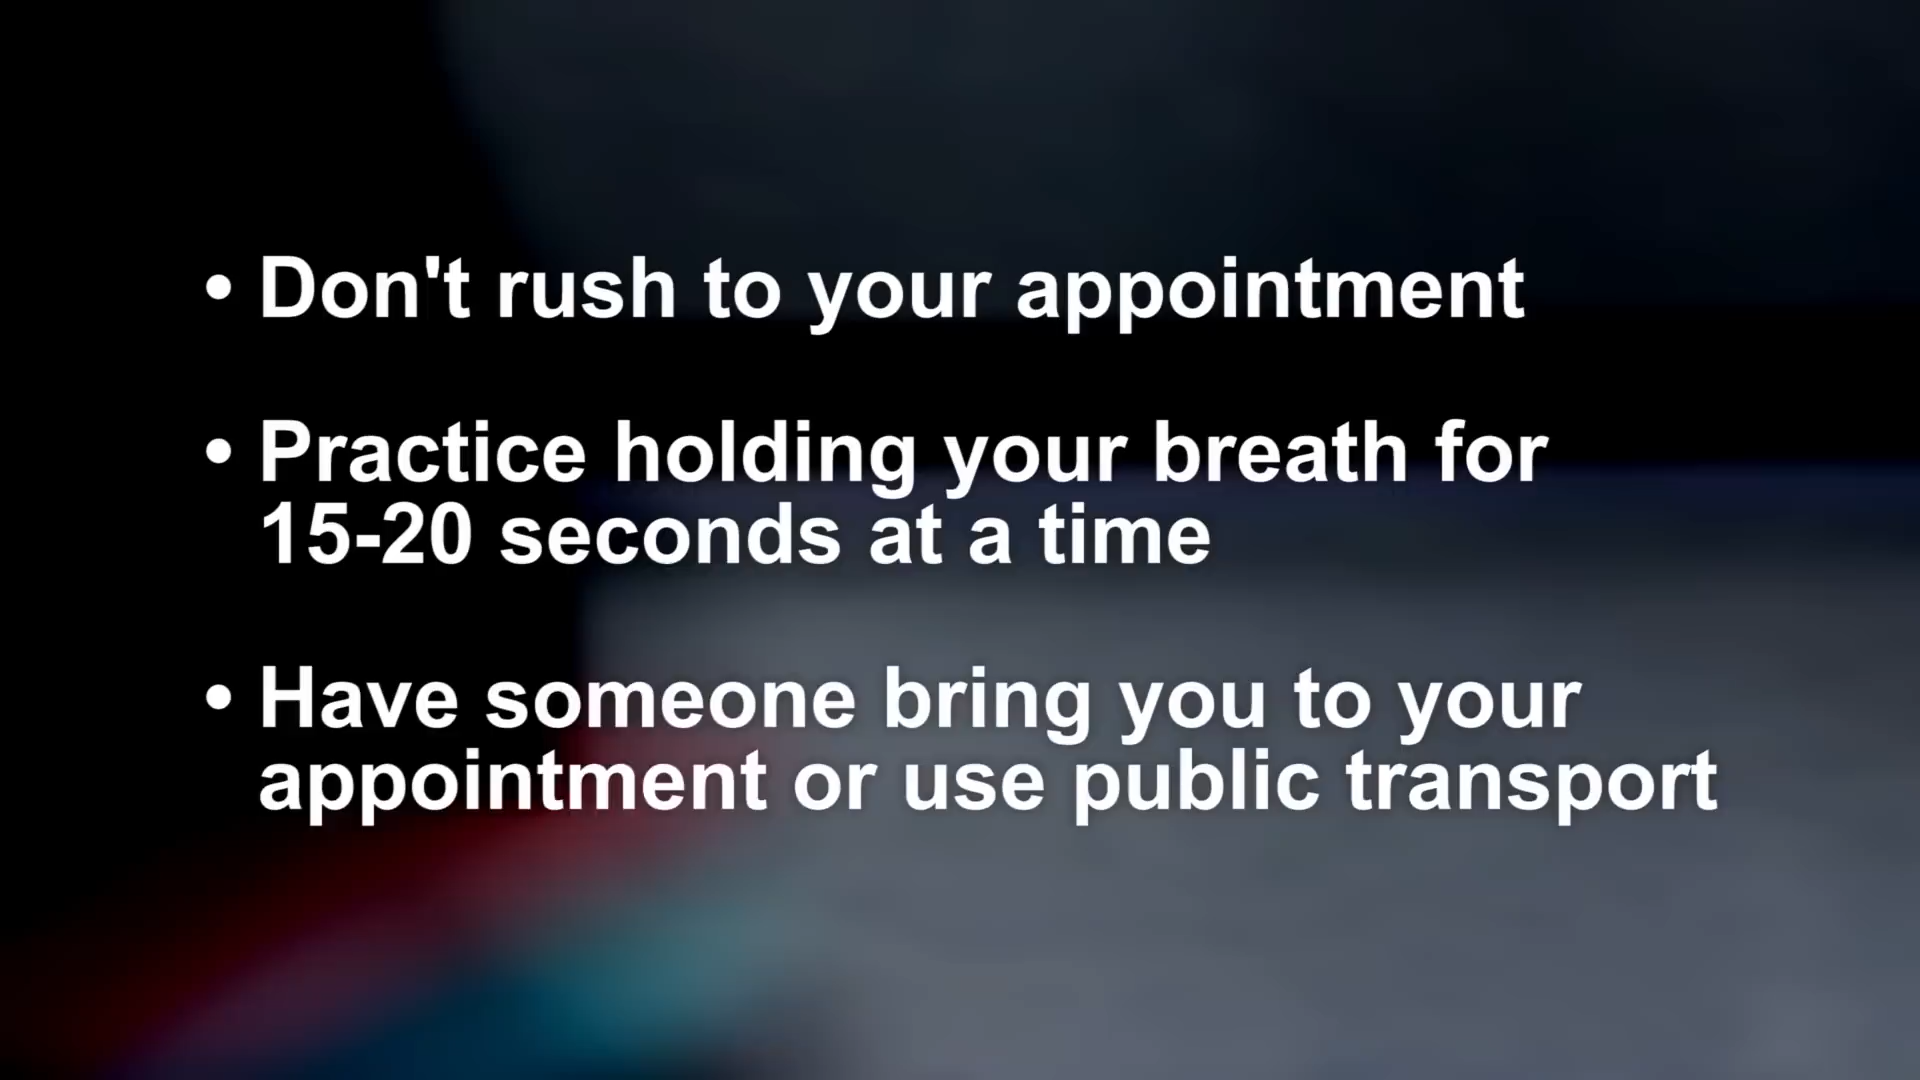 • Don't rush to your appointment
• Practice holding your breath for
15-20 seconds at a time
• Have someone bring you to your
appointment or use public transport